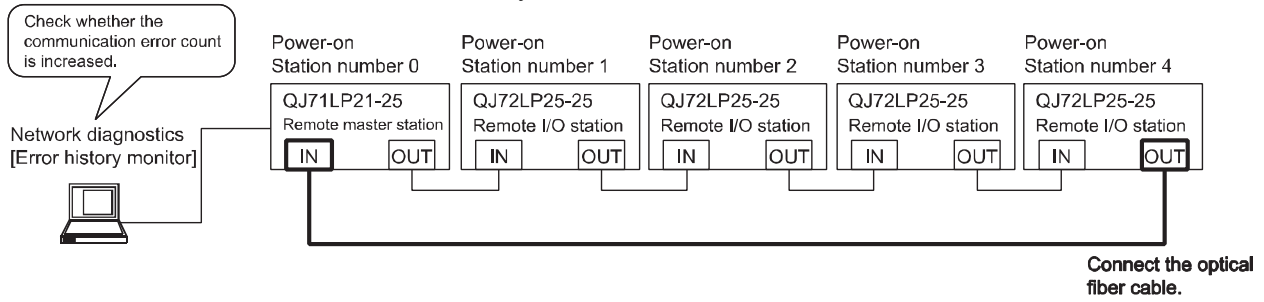 Check whether the
communication error count
is increased.
Power-on
Station number 0
Power-on
Station number 1
Power-on
Station number 2
Power-on
Station number 3
Power-on
Station number 4
QJ71LP21-25
Remote master station
IN
OUT
QJ72LP25-25
Remote I/O station
IN
OUT
QJ72LP25-25
Remote I/O station
IN
OUT
QJ72LP25-25
Remote I/O station
IN
OUT
QJ72LP25-25
Remote I/O station
IN
OUT
Network diagnostics
[Error history monitor]
Connect the optical
fiber cable.